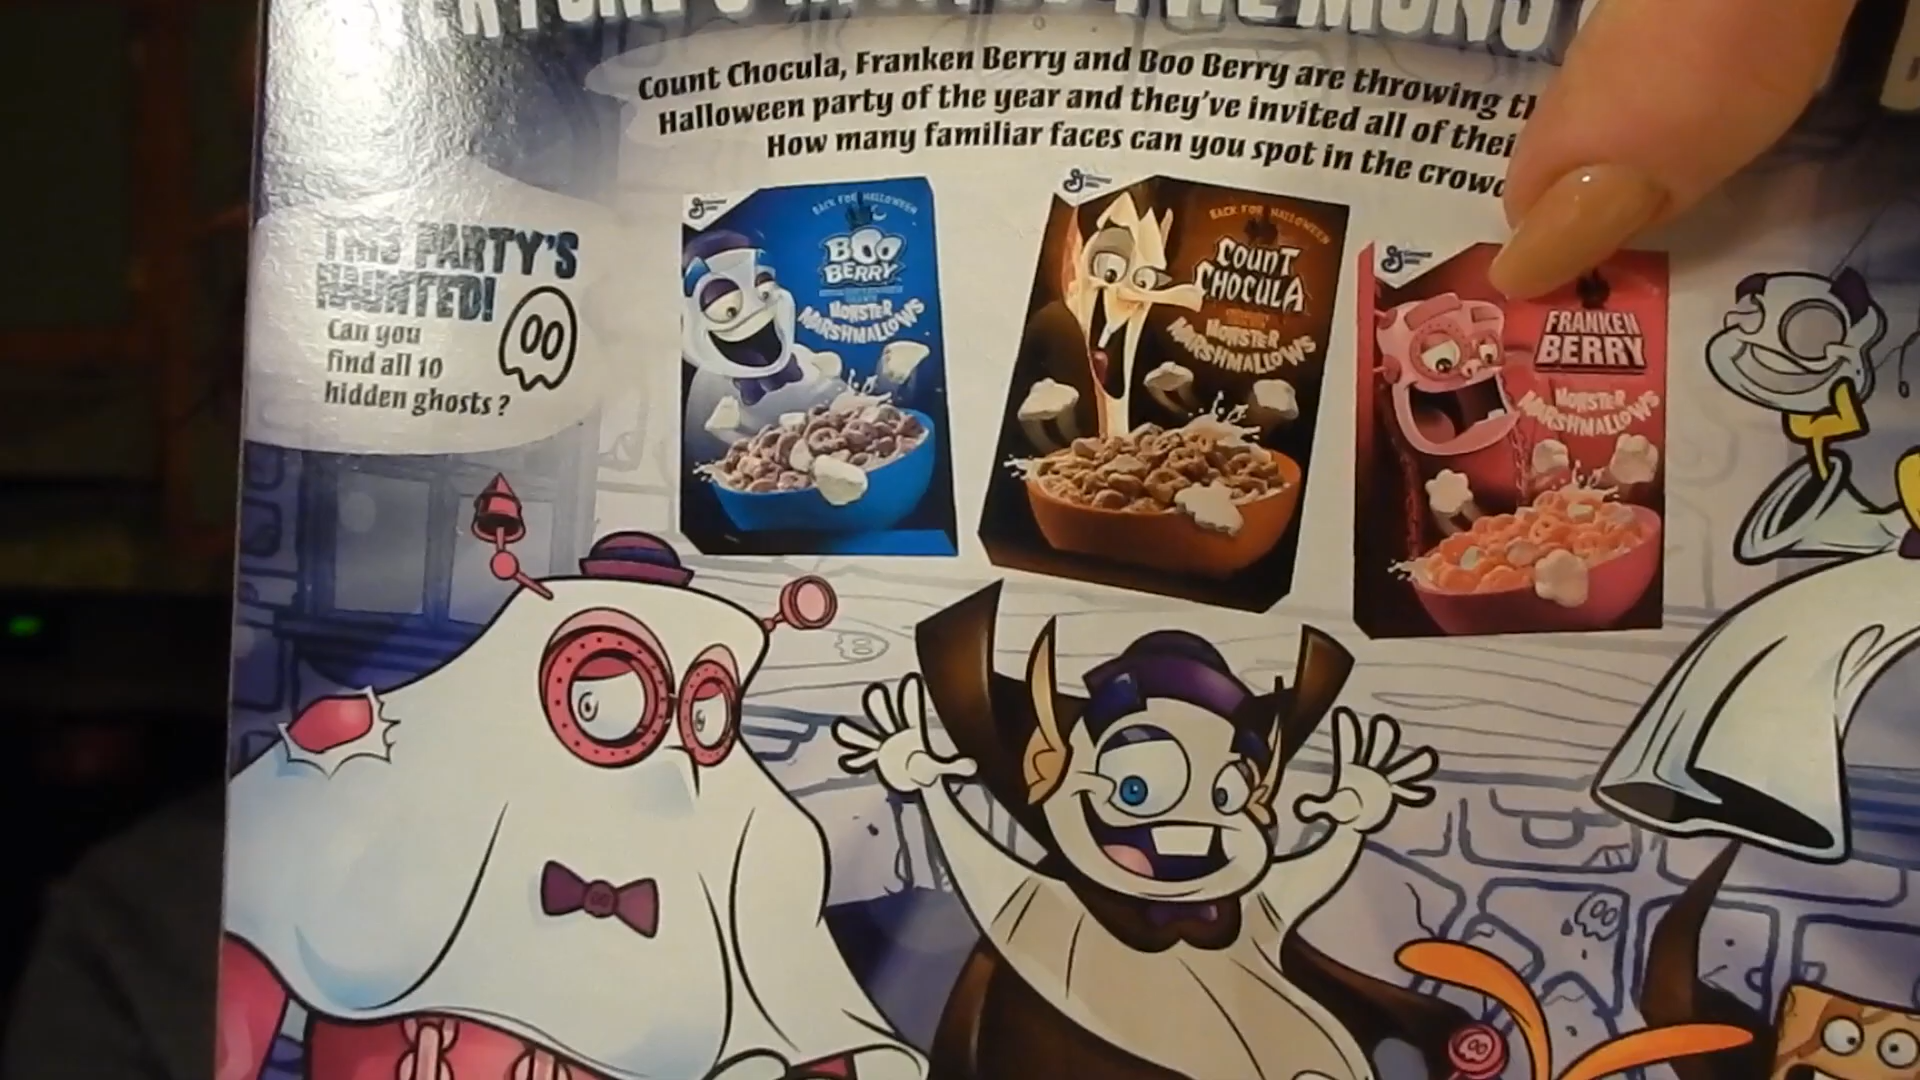 Count Chocula, Franken Berry and Boo Berry are throwing
Halloween party of the year and they've invited all of
How many familiar faces can you spot in the
THIS PARTY'S
HAUNTED!
Can you
find all 10
hidden ghosts ?
BACK FOR HALLOWEEN
BOO
BERRY
MONSTER
MARSHMALLOWS
BACK FOR HALLOWEEN
COUNT
CHOCULA
MONSTER
MARSHMALLOWS
FRANKEN
BERRY
MONSTER
MARSHMALLOWS